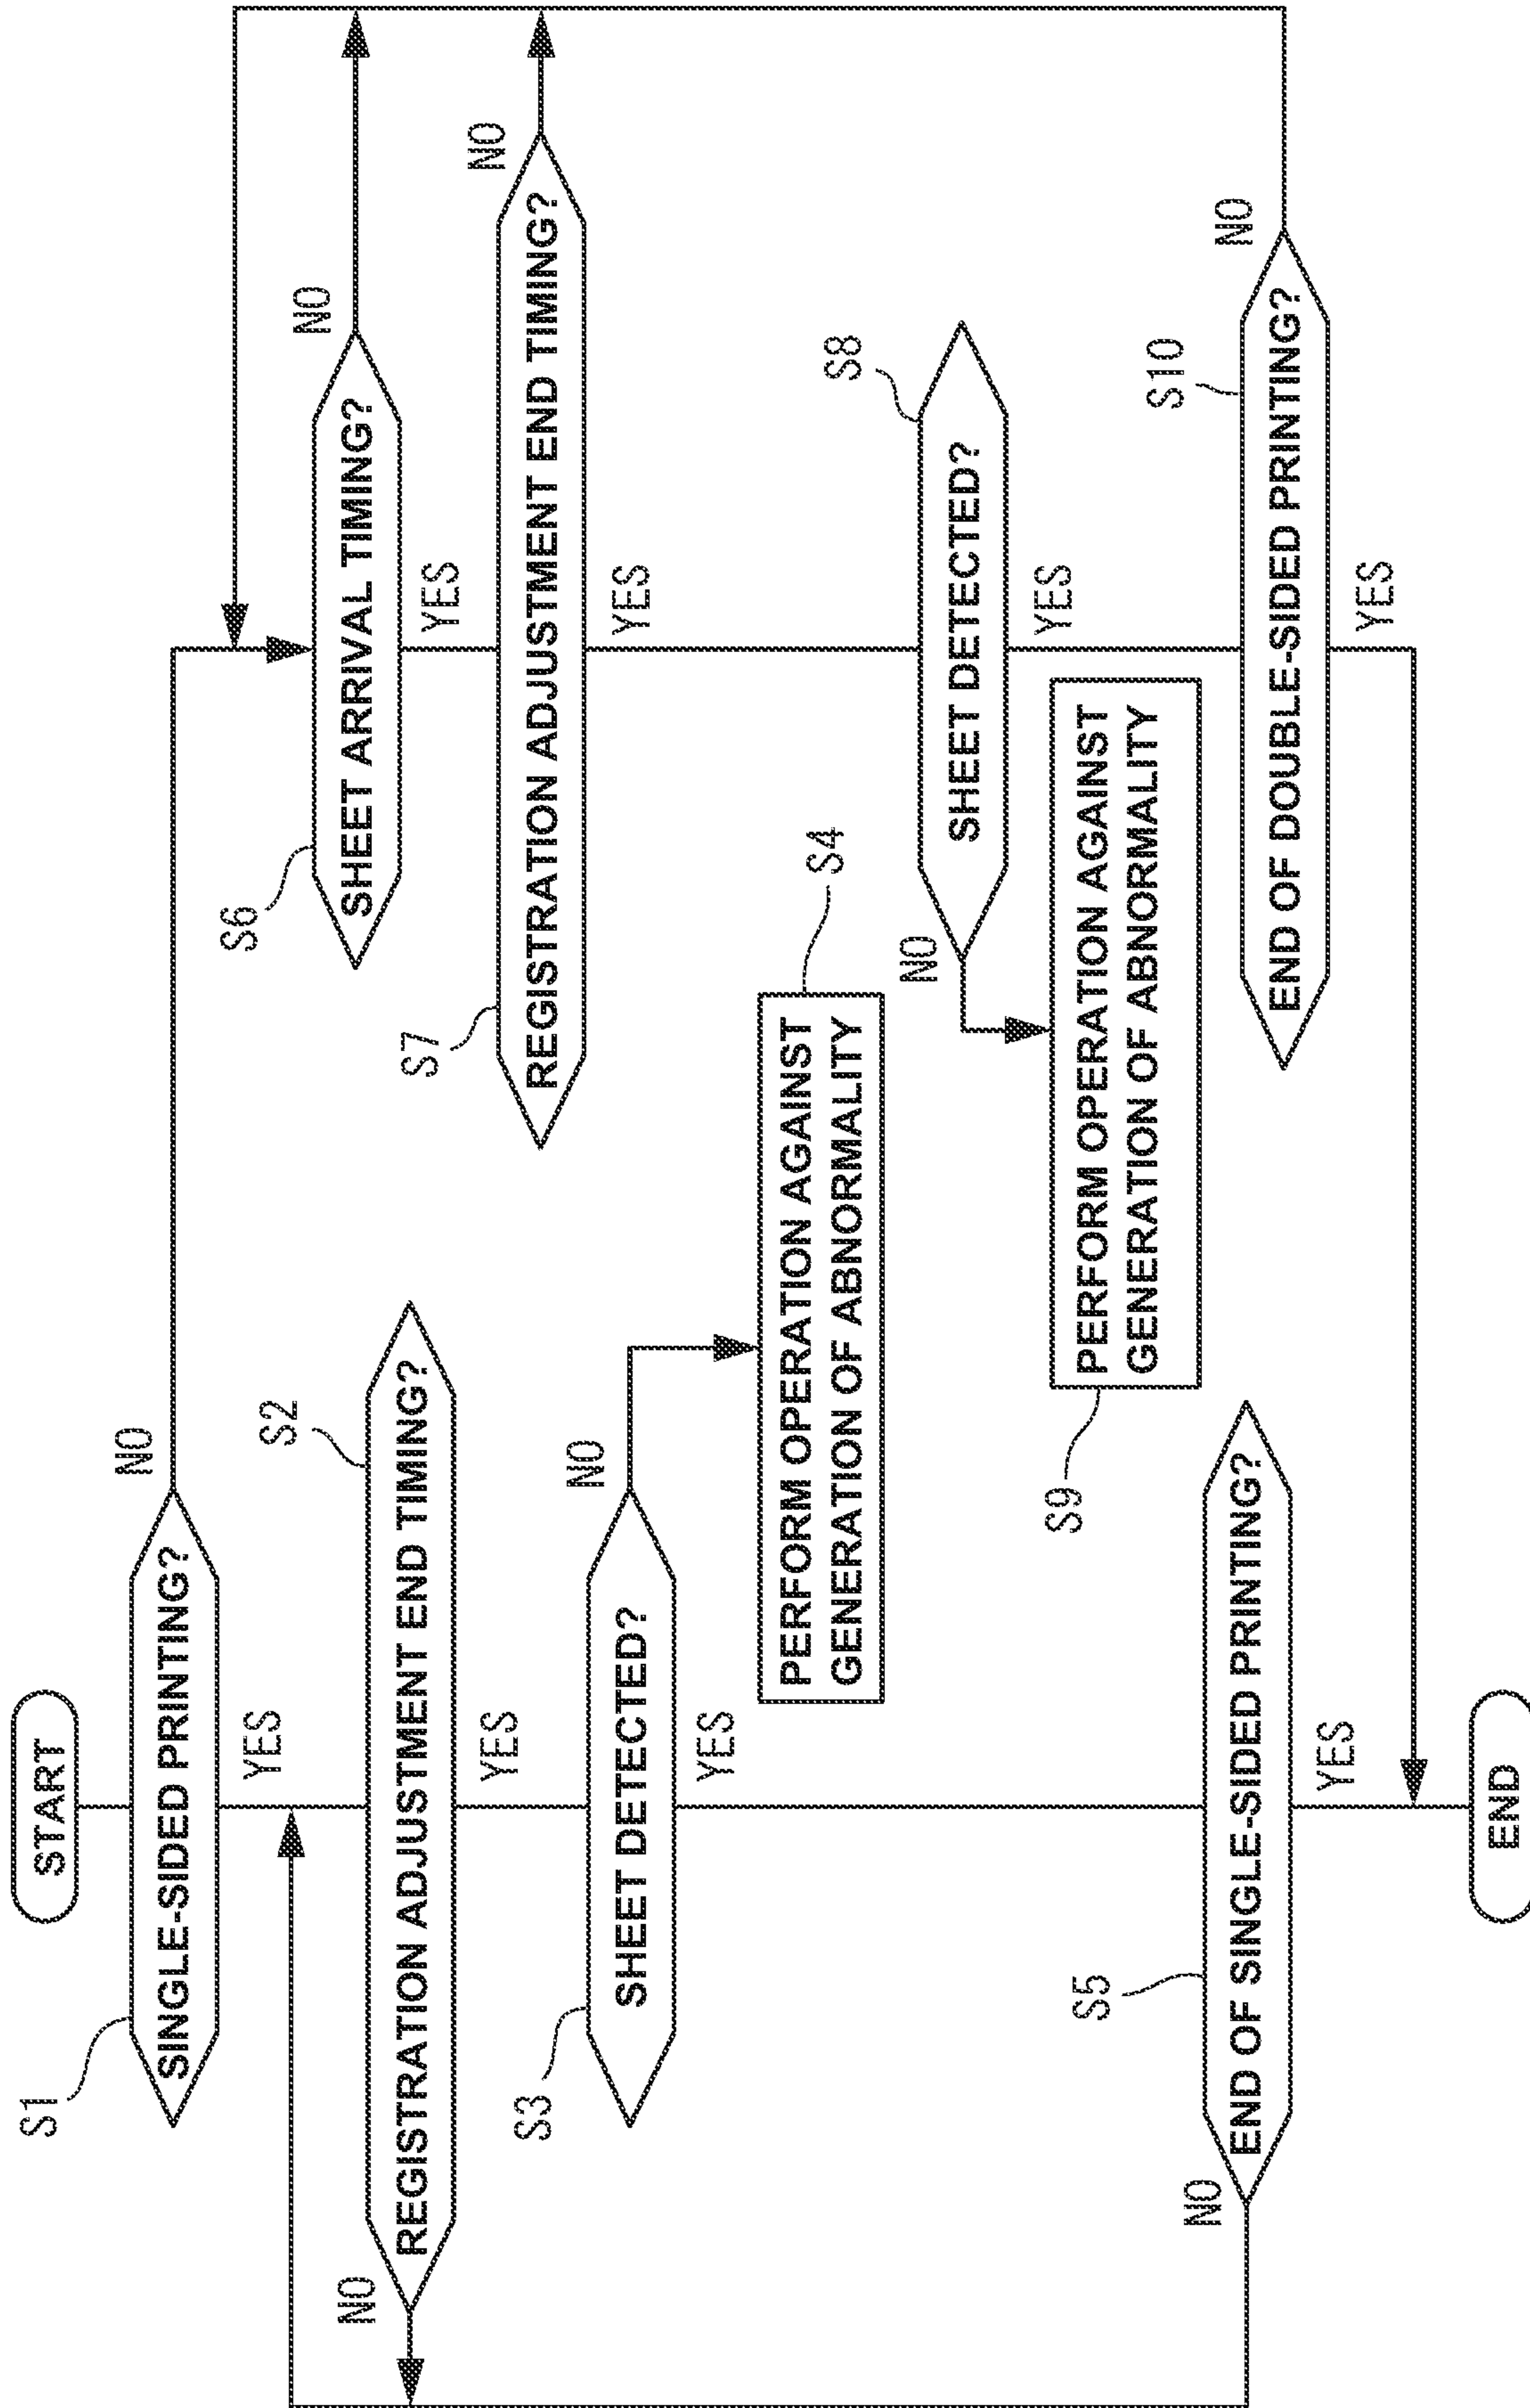 START
S1
SINGLE-SIDED PRINTING?
NO
YES
S2
REGISTRATION ADJUSTMENT END TIMING?
NO
YES
S3
SHEET DETECTED?
NO
YES
S4
PERFORM OPERATION AGAINST
GENERATION OF ABNORMALITY
S5
END OF SINGLE-SIDED PRINTING?
NO
YES
END
S6
SHEET ARRIVAL TIMING?
NO
YES
S7
REGISTRATION ADJUSTMENT END TIMING?
NO
YES
S8
SHEET DETECTED?
NO
YES
S9
PERFORM OPERATION AGAINST
GENERATION OF ABNORMALITY
S10
END OF DOUBLE-SIDED PRINTING?
NO
YES